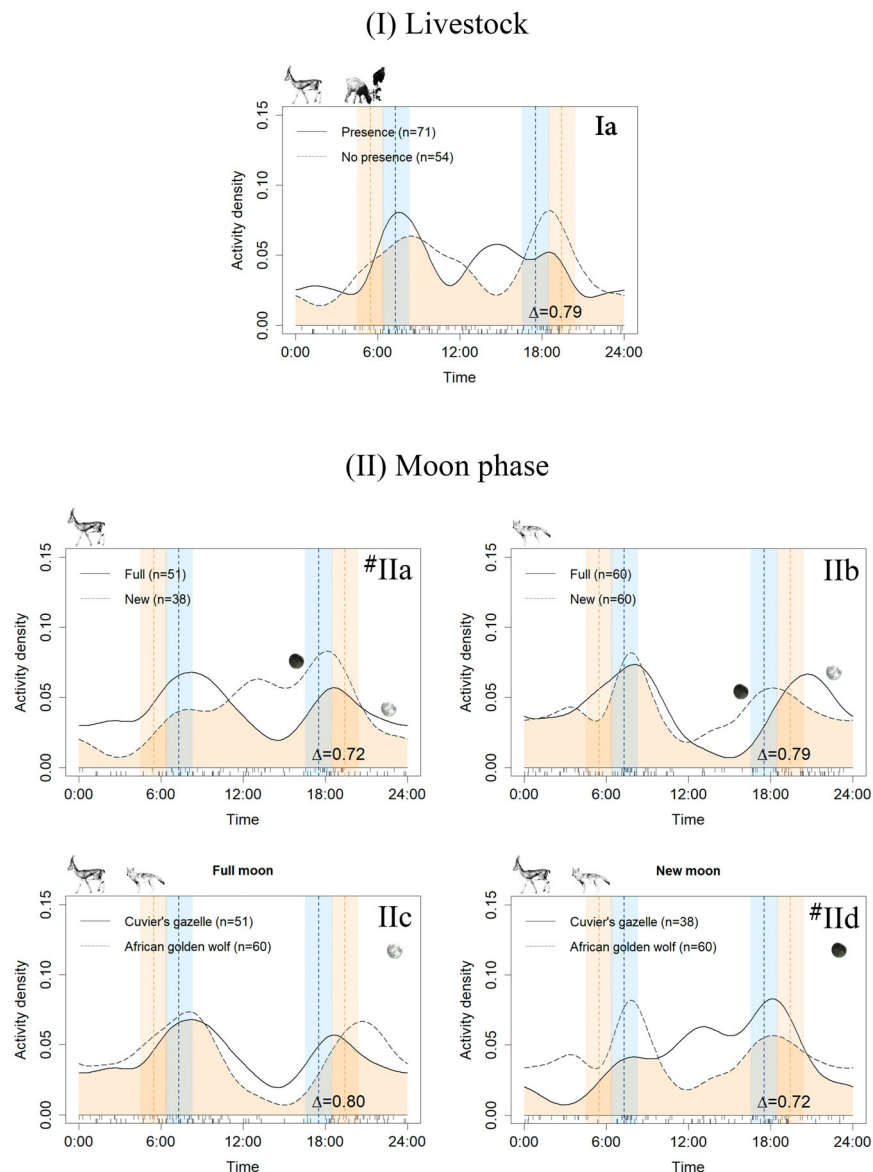 (I) Livestock
Ia
Presence (n=71)
No presence (n=54)
Activity density
0.00 0.05 0.10 0.15
Δ=0.79
0:00 6:00 12:00 18:00 24:00
Time
(II) Moon phase
#IIa
Full (n=51)
New (n=38)
Activity density
0.00 0.05 0.10 0.15
Δ=0.72
0:00 6:00 12:00 18:00 24:00
Time
IIb
Full (n=60)
New (n=60)
Activity density
0.00 0.05 0.10 0.15
Δ=0.79
0:00 6:00 12:00 18:00 24:00
Time
Full moon
IIc
Cuvier's gazelle (n=51)
African golden wolf (n=60)
Activity density
0.00 0.05 0.10 0.15
Δ=0.80
0:00 6:00 12:00 18:00 24:00
Time
New moon
#IId
Cuvier's gazelle (n=38)
African golden wolf (n=60)
Activity density
0.00 0.05 0.10 0.15
Δ=0.72
0:00 6:00 12:00 18:00 24:00
Time